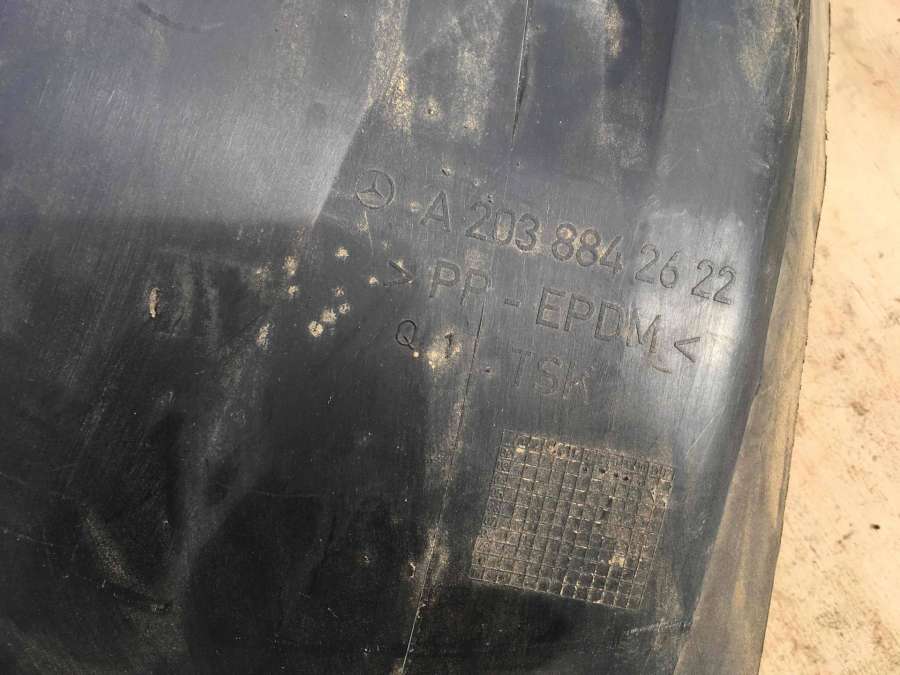 A 203 884 26 22
> PP - EPDM <
Q 1
TSK